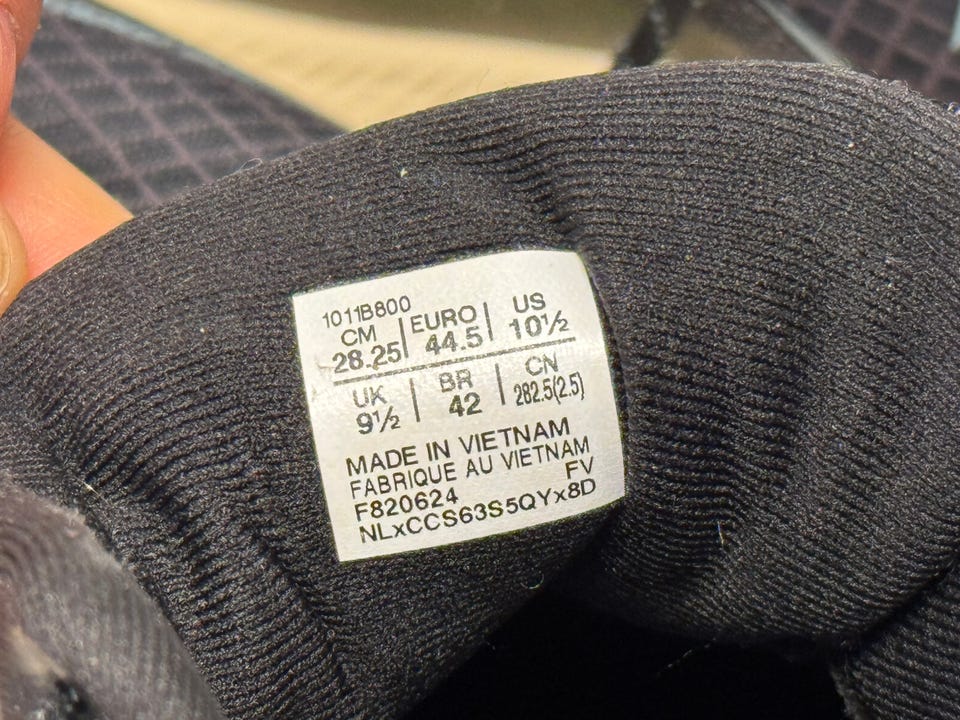 1011B800
CM | EURO | US
28.25 | 44.5 | 10½
UK | BR | CN
9½ | 42 | 282.5(2.5)
MADE IN VIETNAM
FABRIQUE AU VIETNAM
F820624 FV
NLxCCS63S5QYx8D